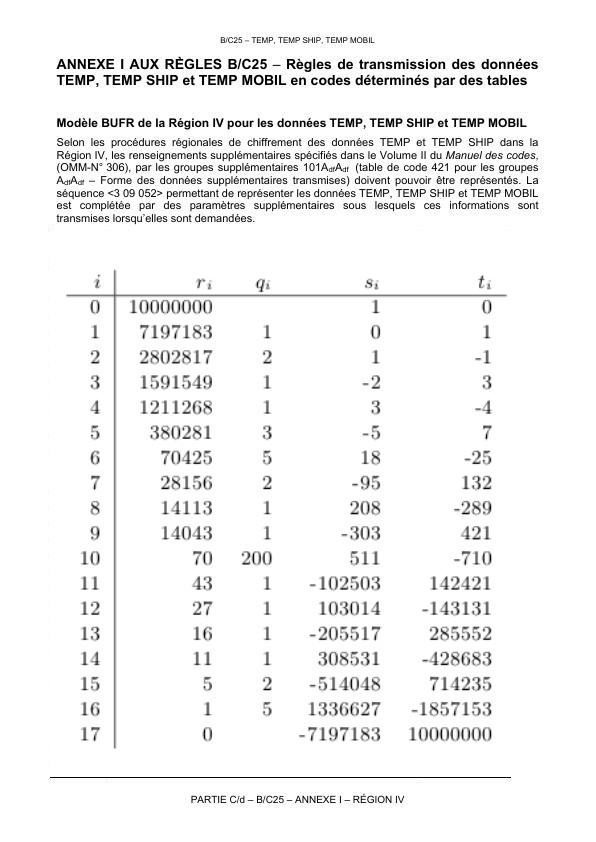 B/C25 – TEMP, TEMP SHIP, TEMP MOBIL
ANNEXE I AUX RÈGLES B/C25 – Règles de transmission des données
TEMP, TEMP SHIP et TEMP MOBIL en codes déterminés par des tables
Modèle BUFR de la Région IV pour les données TEMP, TEMP SHIP et TEMP MOBIL
Selon les procédures régionales de chiffrement des données TEMP et TEMP SHIP dans la
Région IV, les renseignements supplémentaires spécifiés dans le Volume II du Manuel des codes,
(OMM-N° 306), par les groupes supplémentaires 101AdfAdf (table de code 421 pour les groupes
AdfAdf – Forme des données supplémentaires transmises) doivent pouvoir être représentés. La
séquence <3 09 052> permettant de représenter les données TEMP, TEMP SHIP et TEMP MOBIL
est complétée par des paramètres supplémentaires sous lesquels ces informations sont
transmises lorsqu'elles sont demandées.
i ri qi si ti
0 10000000 1 0
1 7197183 1 0 1
2 2802817 2 1 -1
3 1591549 1 -2 3
4 1211268 1 3 -4
5 380281 3 -5 7
6 70425 5 18 -25
7 28156 2 -95 132
8 14113 1 208 -289
9 14043 1 -303 421
10 70 200 511 -710
11 43 1 -102503 142421
12 27 1 103014 -143131
13 16 1 -205517 285552
14 11 1 308531 -428683
15 5 2 -514048 714235
16 1 5 1336627 -1857153
17 0 -7197183 10000000
PARTIE C/d – B/C25 – ANNEXE I – RÉGION IV